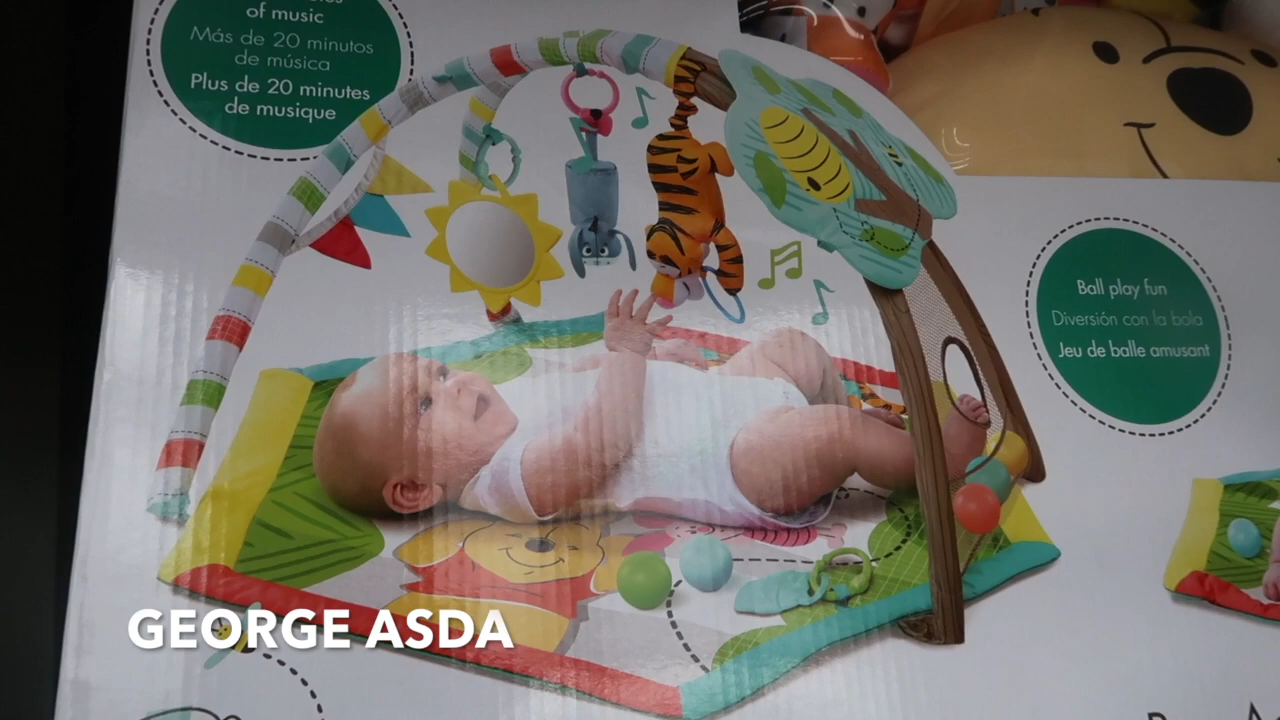 of music
Más de 20 minutos
de música
Plus de 20 minutes
de musique
Ball play fun
Diversión con la bola
Jeu de balle amusant
GEORGE ASDA